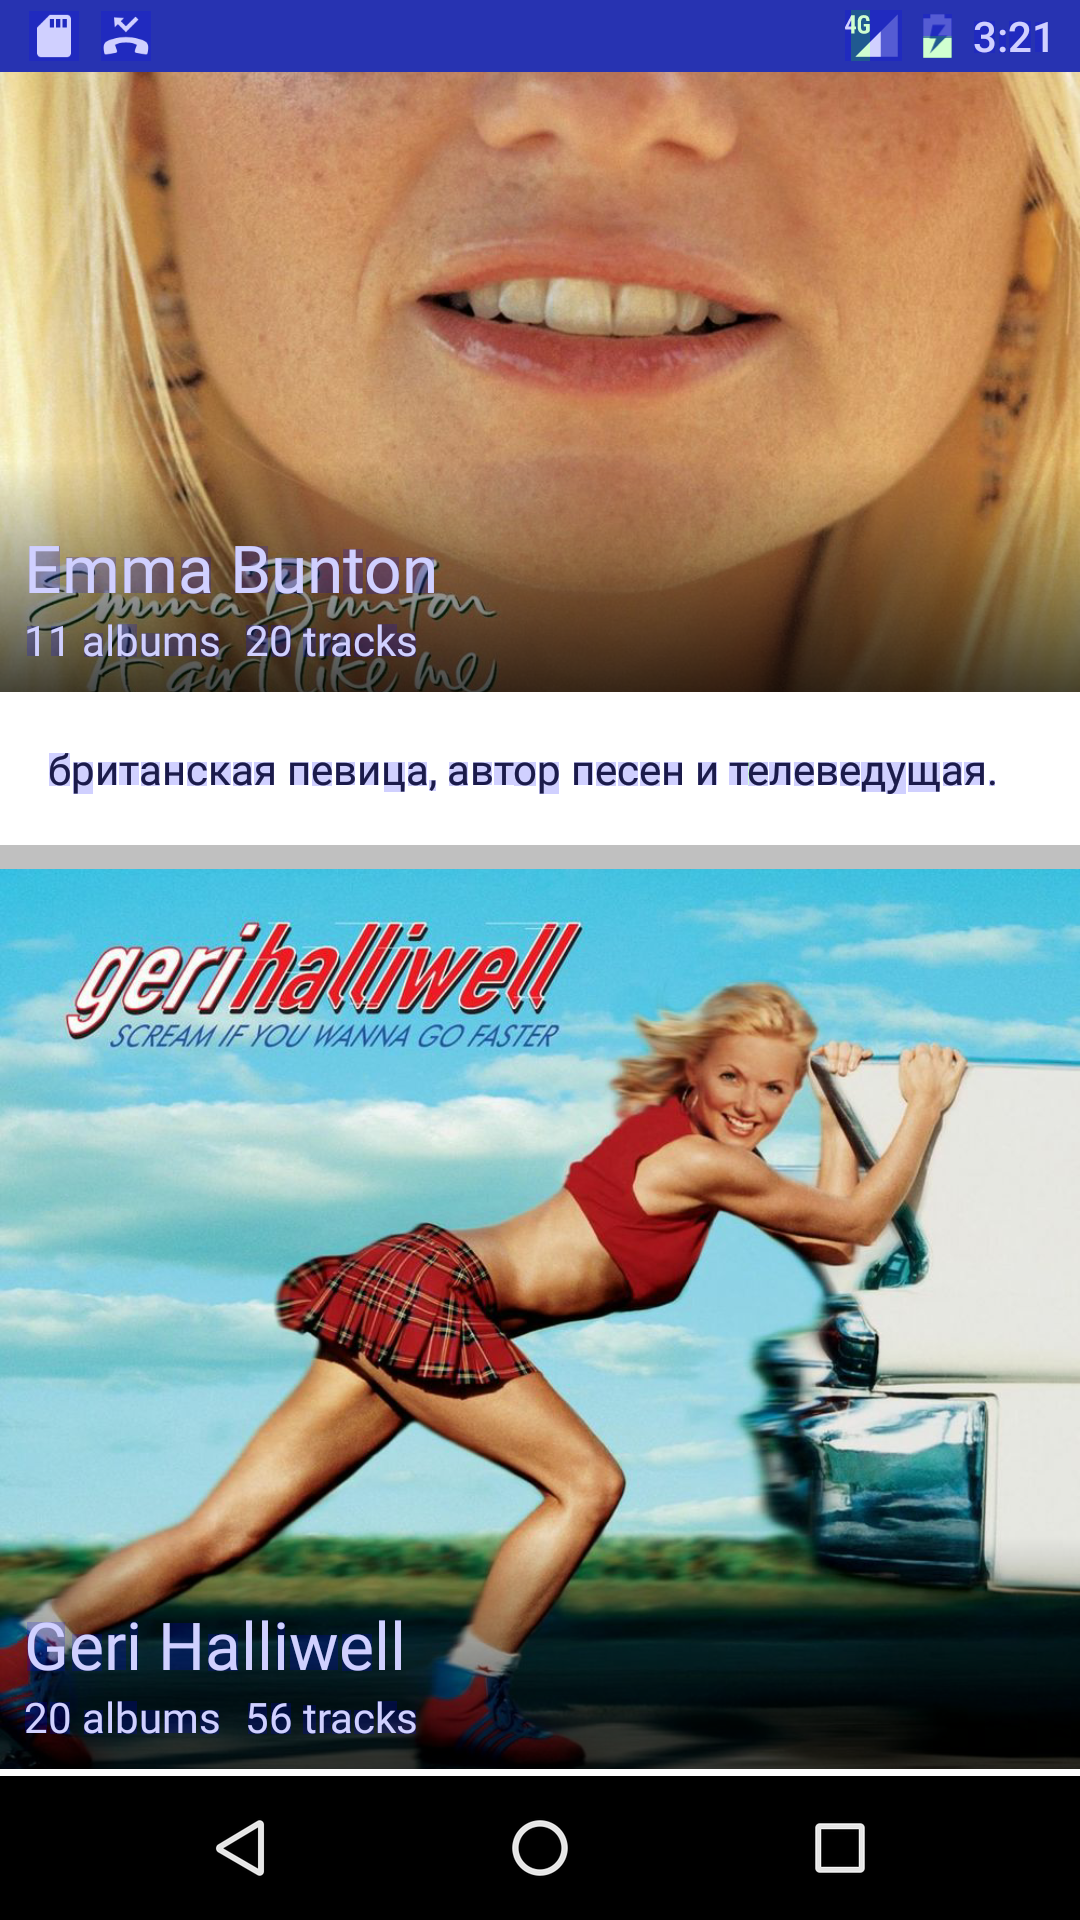 4G 3:21
Emma Bunton
Emma Bunton
11 albums 20 tracks
A girl like me
британская певица, автор песен и телеведущая.
geri halliwell
SCREAM IF YOU WANNA GO FASTER
Geri Halliwell
20 albums 56 tracks